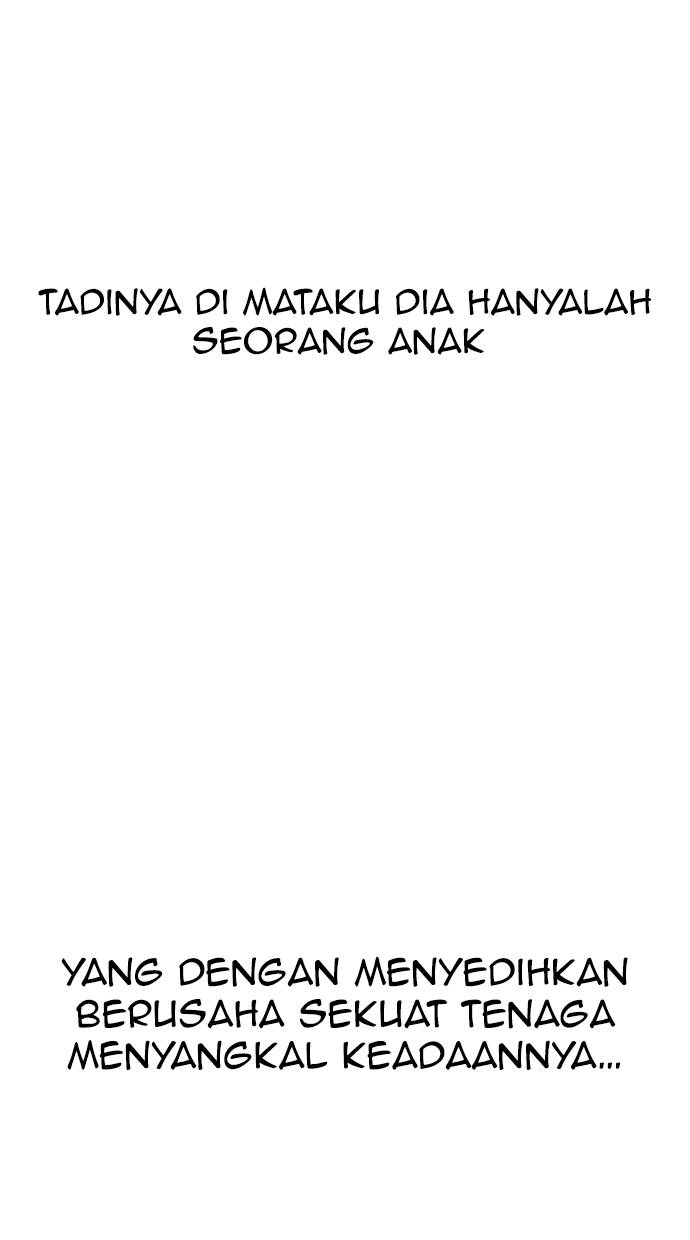 TADINYA DI MATAKU DIA HANYALAH
SEORANG ANAK
YANG DENGAN MENYEDIHKAN
BERUSAHA SEKUAT TENAGA
MENYANGKAL KEADAANNYA...